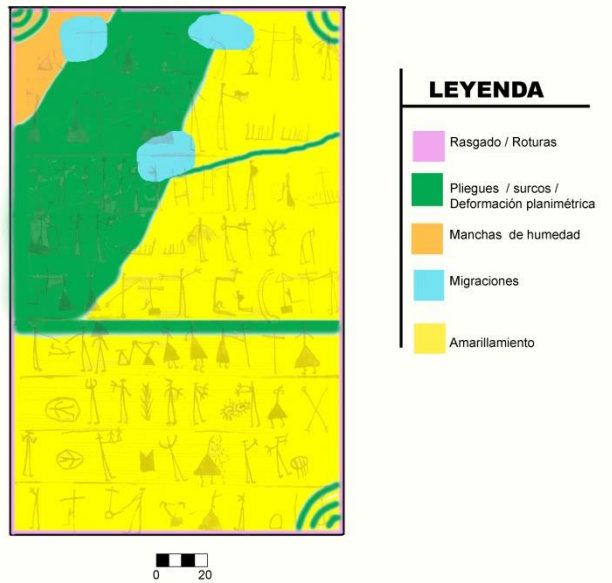 LEYENDA
Rasgado / Roturas
Pliegues / surcos /
Deformación planimétrica
Manchas de humedad
Migraciones
Amarillamiento
0 20